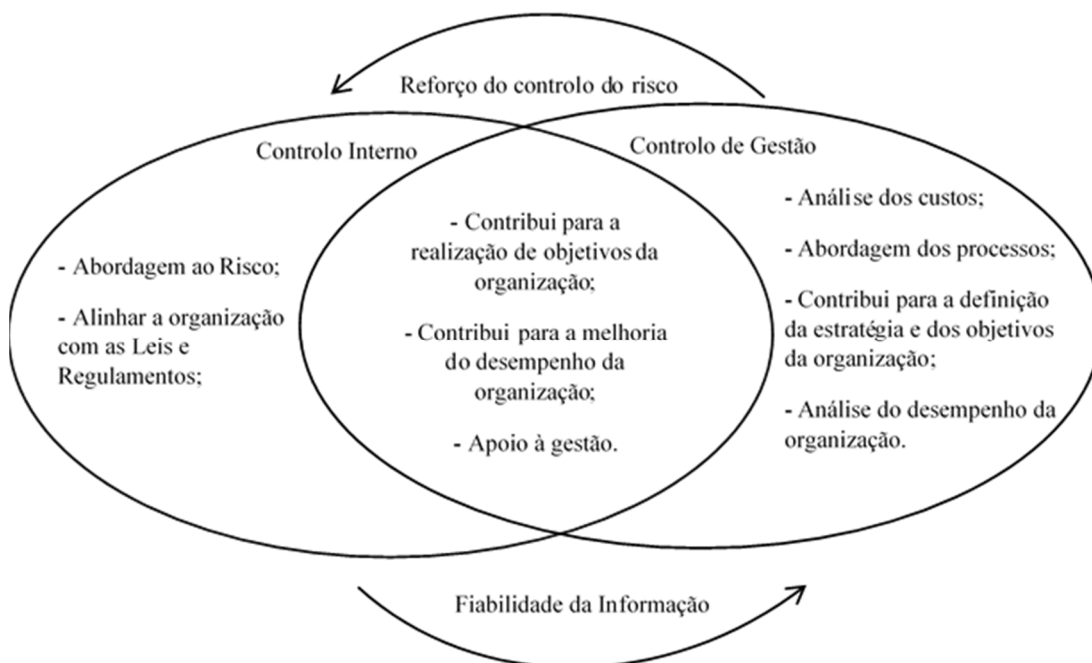 Reforço do controlo do risco
Controlo Interno
Controlo de Gestão
- Abordagem ao Risco;
- Alinhar a organização
com as Leis e
Regulamentos;
- Contribui para a
realização de objetivos da
organização;
- Contribui para a melhoria
do desempenho da
organização;
- Apoio à gestão.
- Análise dos custos;
- Abordagem dos processos;
- Contribui para a definição
da estratégia e dos objetivos
da organização;
- Análise do desempenho da
organização.
Fiabilidade da Informação